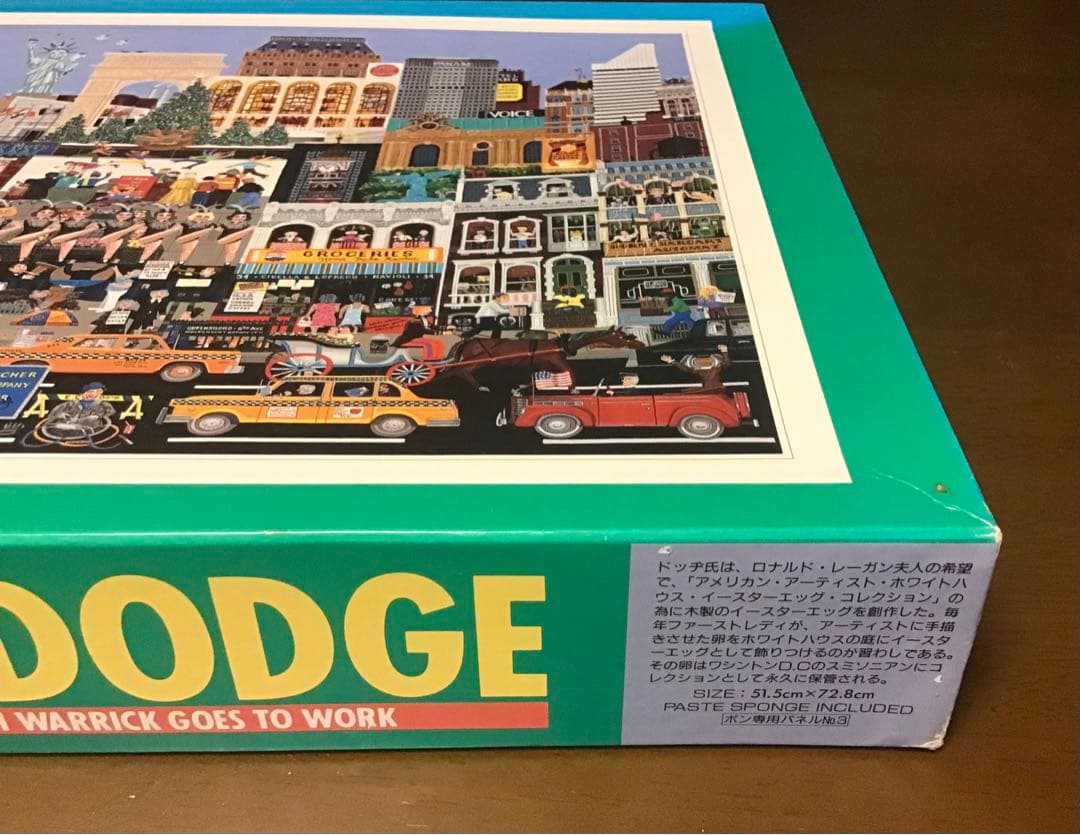 PANAM
VOICE
GROCERIES
CHER
PANY
DODGE
WARRICK GOES TO WORK
ドッヂ氏は、ロナルド・レーガン夫人の希望
で、「アメリカン・アーティスト・ホワイトハ
ウス・イースターエッグ・コレクション」の
為に木製のイースターエッグを創作した。毎
年ファーストレディが、アーティストに手描
きさせた卵をホワイトハウスの庭にイースタ
ーエッグとして飾りつけるのが習わしである。
その卵はワシントンD.Cのスミソニアンにコ
レクションとして永久に保管される。
SIZE : 51.5cm×72.8cm
PASTE SPONGE INCLUDED
ボン専用パネルNo.3